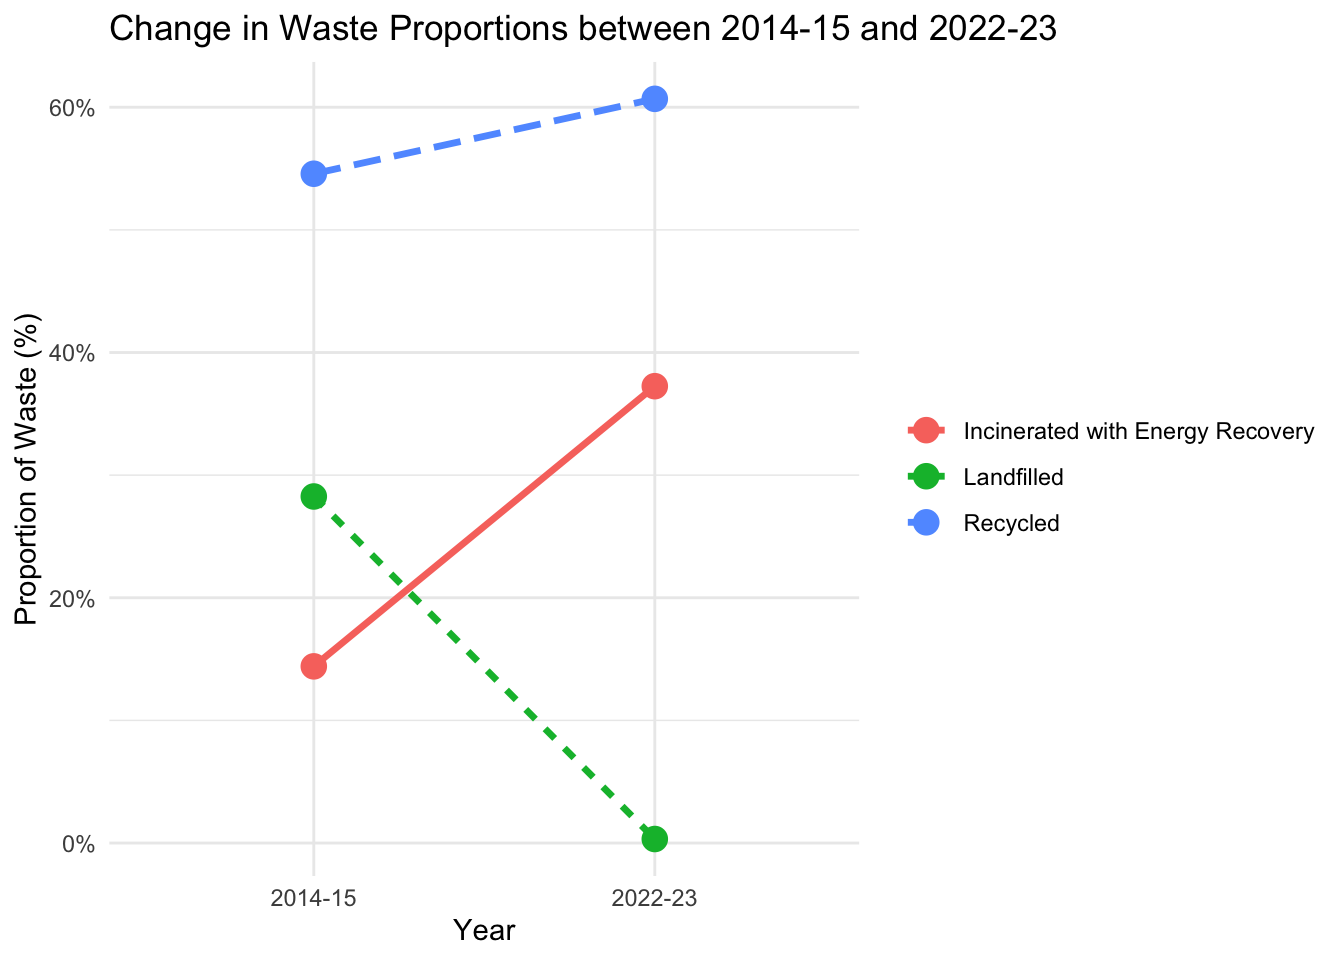 Change in Waste Proportions between 2014-15 and 2022-23
Proportion of Waste (%)
60%
40%
20%
0%
2014-15
2022-23
Year
Incinerated with Energy Recovery
Landfilled
Recycled